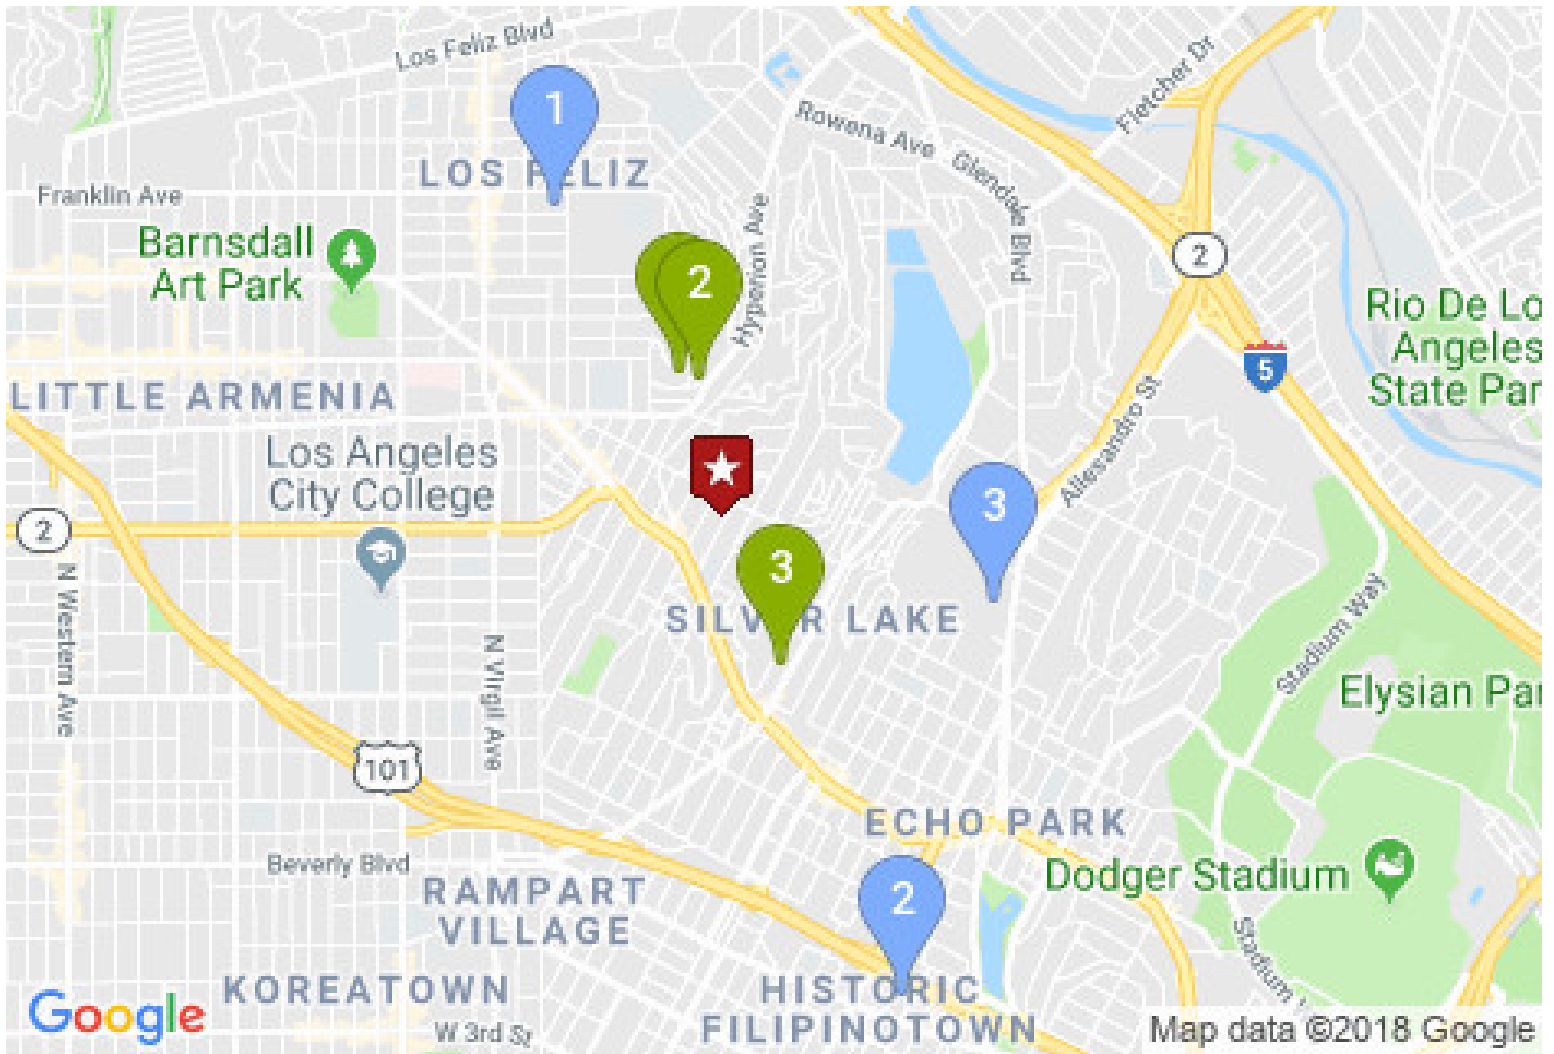 Los Feliz Blvd
Fletcher Dr
1
Rowena Ave
LOS FELIZ
Glendale Blvd
Franklin Ave
Hyperion Ave
Barnsdall
Art Park
2
2
Rio De Lo
Angeles
State Par
5
LITTLE ARMENIA
Allesandro St
Los Angeles
City College
3
2
3
N Western Ave
SILVER LAKE
Stadium Way
N Virgil Ave
Elysian Par
101
ECHO PARK
Beverly Blvd
Dodger Stadium
RAMPART
VILLAGE
2
Stadium
KOREATOWN
HISTORIC
FILIPINOTOWN
Google
W 3rd St
Map data ©2018 Google